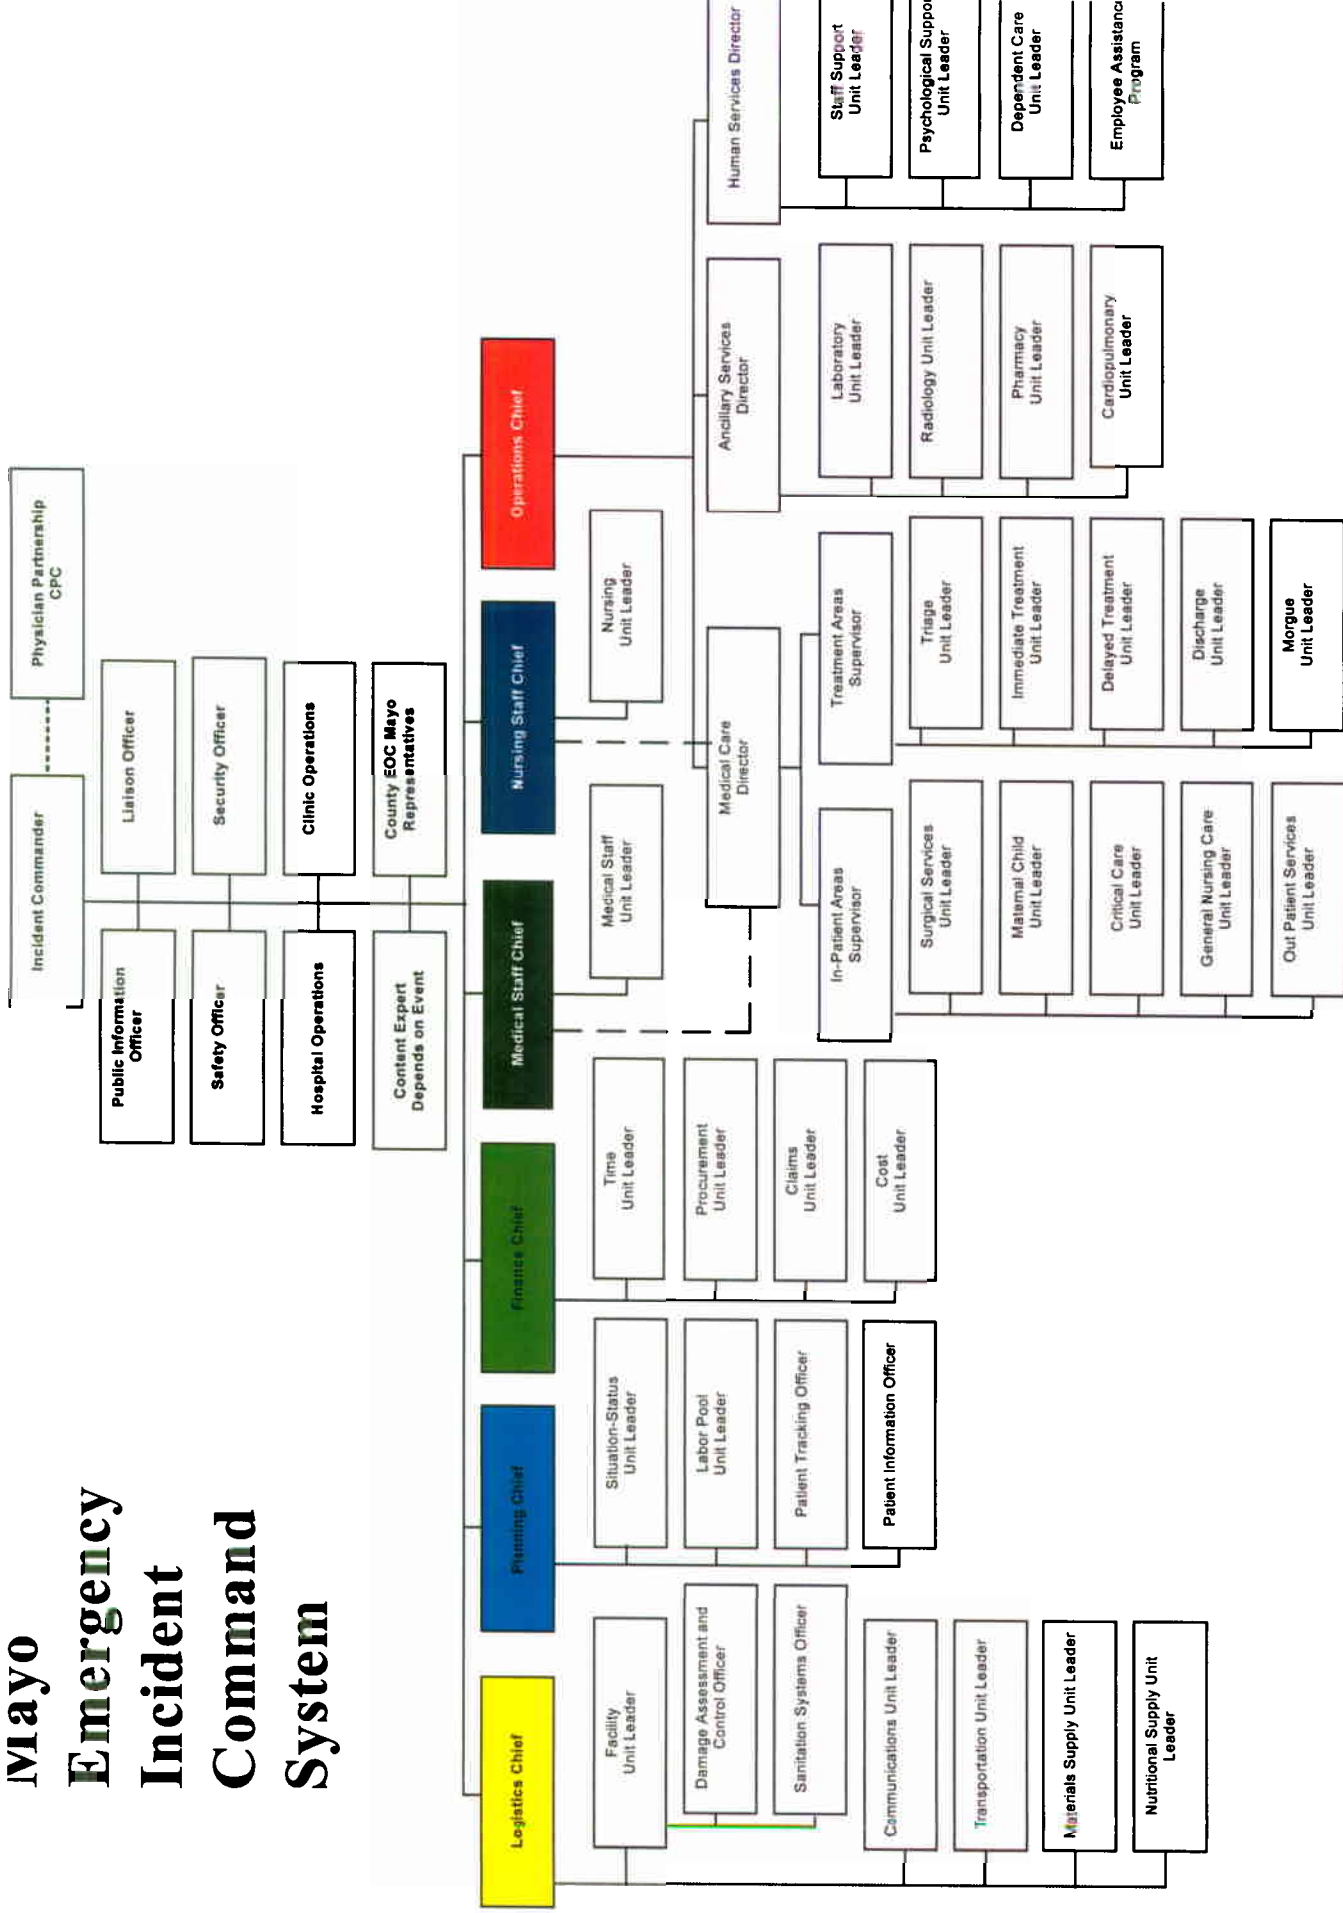 Mayo
Emergency
Incident
Command
System
Incident Commander
Physician Partnership
CPC
Public Information
Officer
Liaison Officer
Safety Officer
Security Officer
Hospital Operations
Clinic Operations
Content Expert
Depends on Event
County EOC Mayo
Representatives
Logistics Chief
Planning Chief
Finance Chief
Medical Staff Chief
Nursing Staff Chief
Operations Chief
Facility
Unit Leader
Damage Assessment and
Control Officer
Sanitation Systems Officer
Communications Unit Leader
Transportation Unit Leader
Materials Supply Unit Leader
Nutritional Supply Unit
Leader
Situation-Status
Unit Leader
Labor Pool
Unit Leader
Patient Tracking Officer
Patient Information Officer
Time
Unit Leader
Procurement
Unit Leader
Claims
Unit Leader
Cost
Unit Leader
Medical Staff
Unit Leader
Nursing
Unit Leader
Medical Care
Director
In-Patient Areas
Supervisor
Surgical Services
Unit Leader
Maternal Child
Unit Leader
Critical Care
Unit Leader
General Nursing Care
Unit Leader
Out Patient Services
Unit Leader
Treatment Areas
Supervisor
Triage
Unit Leader
Immediate Treatment
Unit Leader
Delayed Treatment
Unit Leader
Discharge
Unit Leader
Morgue
Unit Leader
Ancillary Services
Director
Laboratory
Unit Leader
Radiology Unit Leader
Pharmacy
Unit Leader
Cardiopulmonary
Unit Leader
Human Services Director
Staff Support
Unit Leader
Psychological Suppo
Unit Leader
Dependent Care
Unit Leader
Employee Assistanc
Program